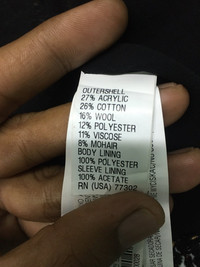 OUTERSHELL
27% ACRYLIC
26% COTTON
16% WOOL
12% POLYESTER
11% VISCOSE
8% MOHAIR
BODY LINING
100% POLYESTER
SLEEVE LINING
100% ACETATE
RN (USA) 77302